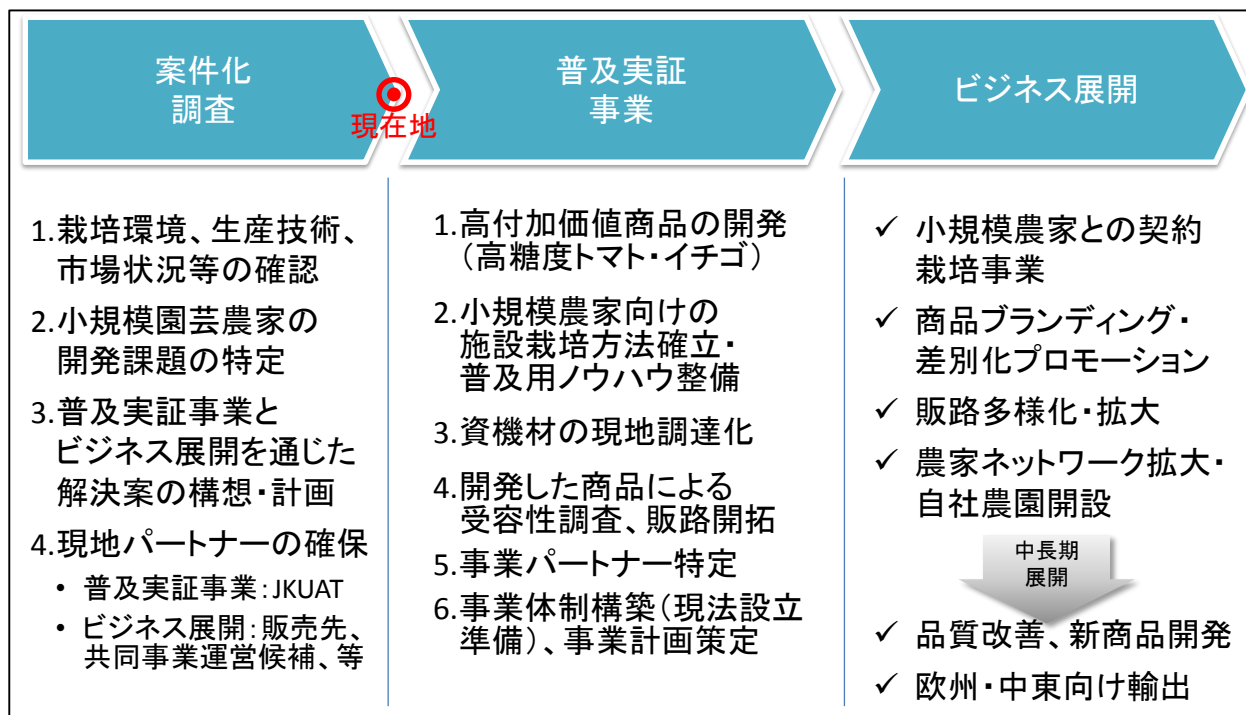 案件化
調査
現在地
普及実証
事業
ビジネス展開
1.栽培環境、生産技術、
市場状況等の確認
2.小規模園芸農家の
開発課題の特定
3.普及実証事業と
ビジネス展開を通じた
解決案の構想・計画
4.現地パートナーの確保
• 普及実証事業：JKUAT
• ビジネス展開：販売先、
共同事業運営候補、等
1.高付加価値商品の開発
（高糖度トマト・イチゴ）
2.小規模農家向けの
施設栽培方法確立・
普及用ノウハウ整備
3.資機材の現地調達化
4.開発した商品による
受容性調査、販路開拓
5.事業パートナー特定
6.事業体制構築（現法設立
準備）、事業計画策定
✓ 小規模農家との契約
栽培事業
✓ 商品ブランディング・
差別化プロモーション
✓ 販路多様化・拡大
✓ 農家ネットワーク拡大・
自社農園開設
中長期
展開
✓ 品質改善、新商品開発
✓ 欧州・中東向け輸出